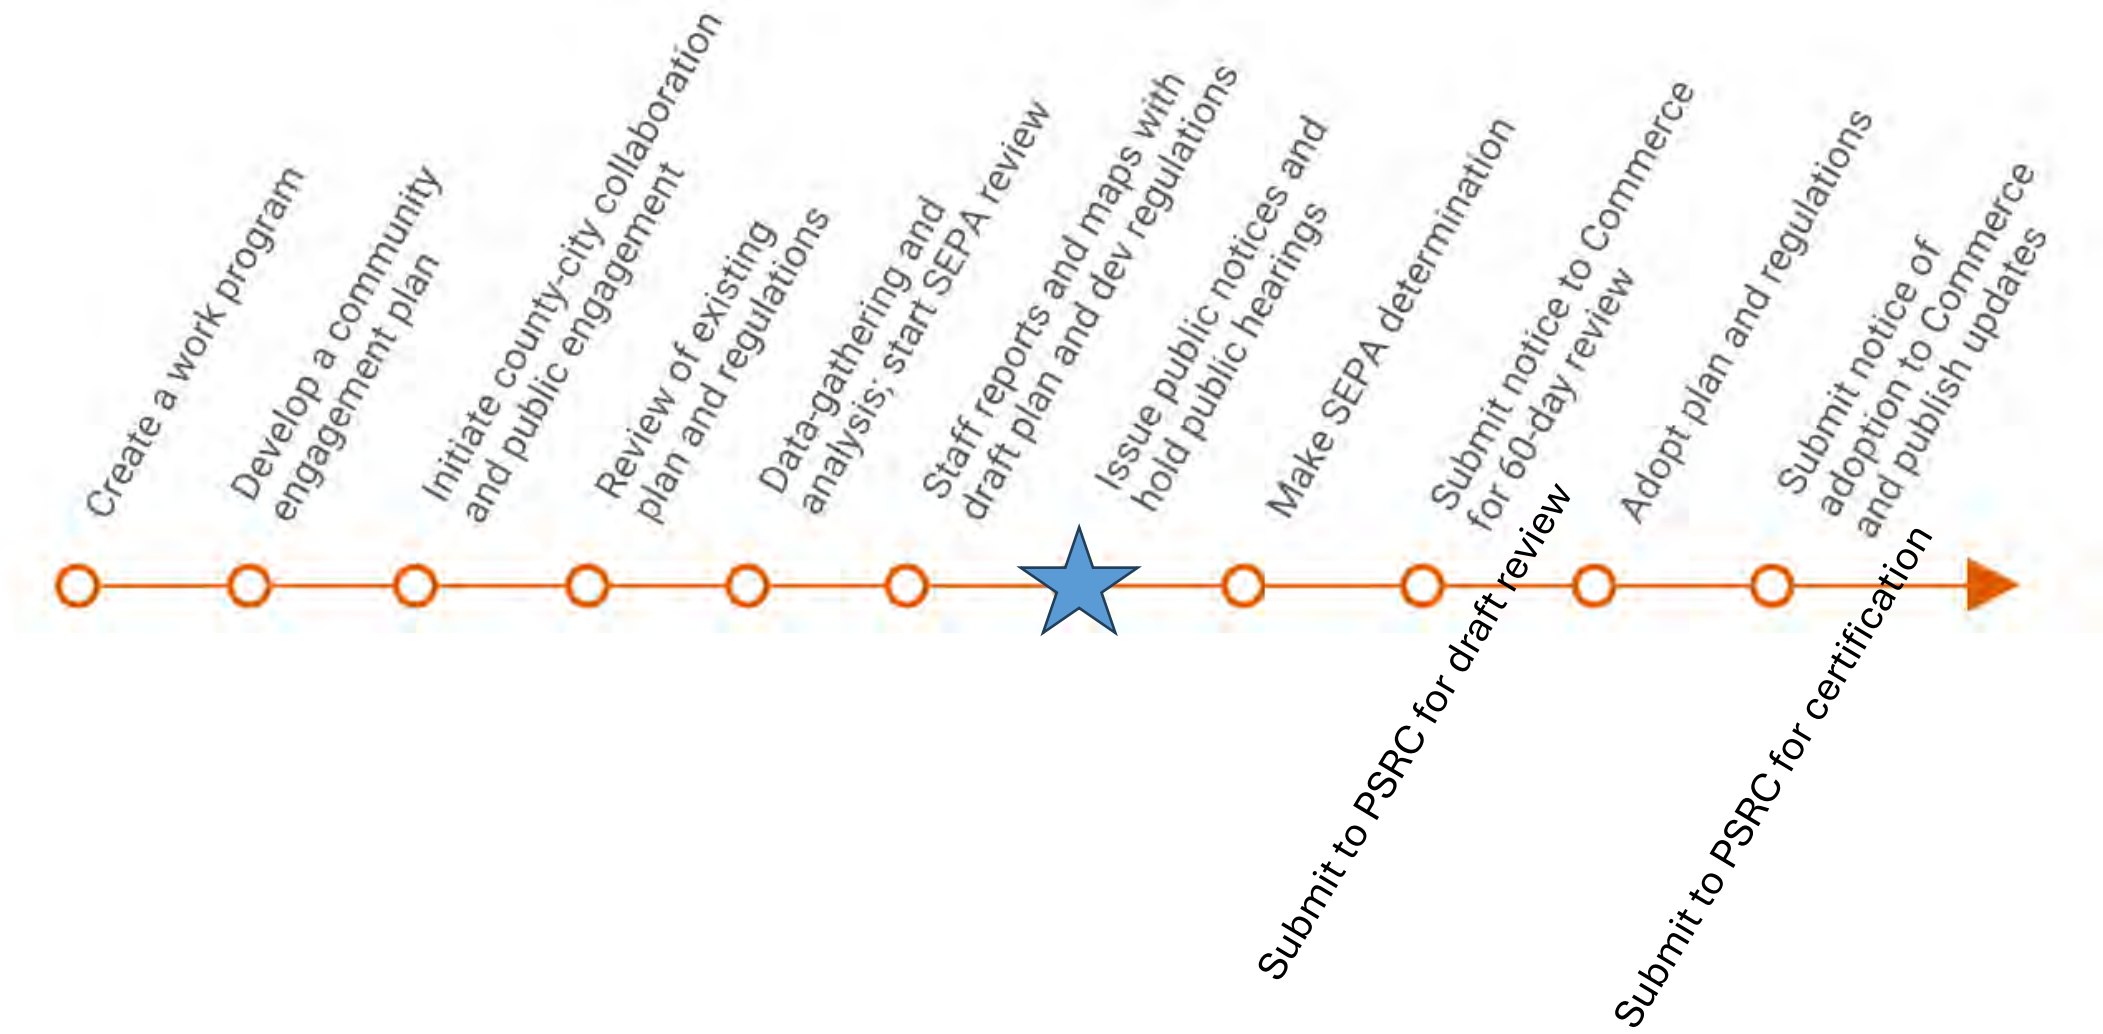 Create a work program
Develop a community
engagement plan
Initiate county-city collaboration
and public engagement
Review of existing
plan and regulations
Data-gathering and
analysis; start SEPA review
Staff reports and maps with
draft plan and dev regulations
Issue public notices and
hold public hearings
Make SEPA determination
Submit notice to Commerce
for 60-day review
Submit to PSRC for draft review
Adopt plan and regulations
Submit notice of
adoption to Commerce
and publish updates
Submit to PSRC for certification